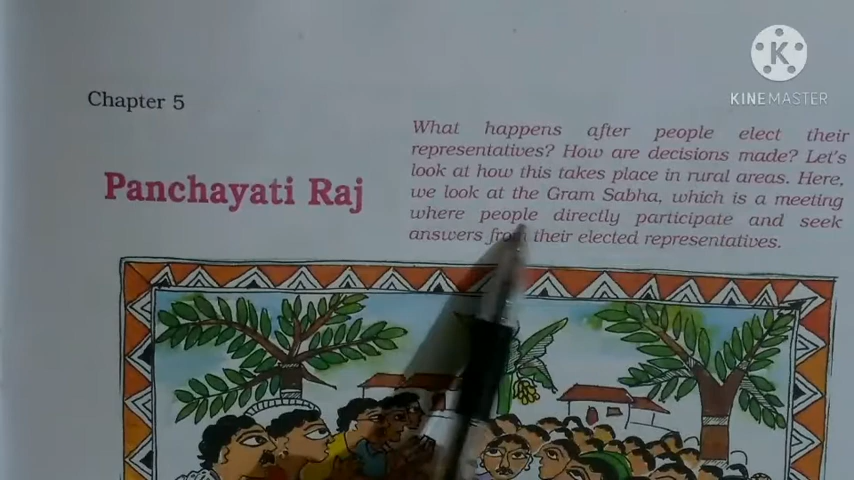 Chapter 5
Panchayati Raj
What happens after people elect their
representatives? How are decisions made? Let's
look at how this takes place in rural areas. Here,
we look at the Gram Sabha, which is a meeting
where people directly participate and seek
answers from their elected representatives.
KINEMASTER